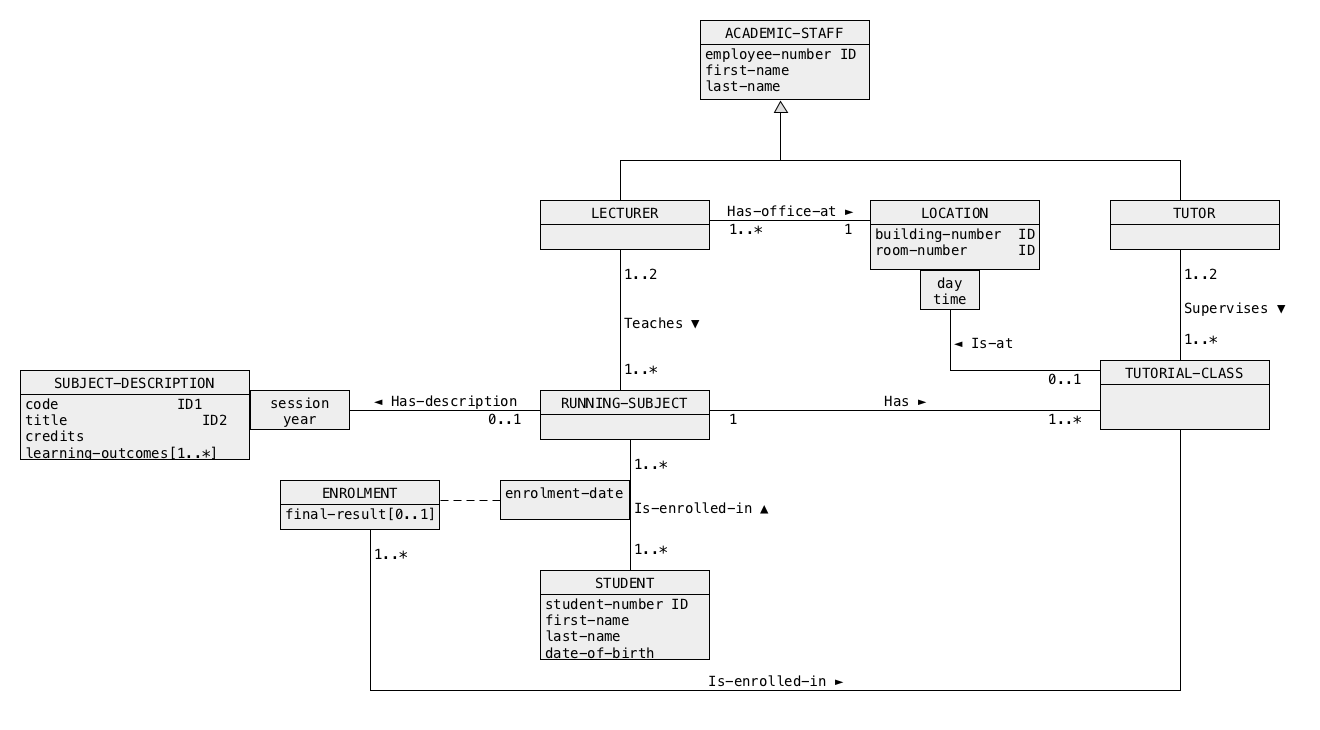 ACADEMIC-STAFF
employee-number ID
first-name
last-name
LECTURER
Has-office-at ►
1..* 1
LOCATION
building-number ID
room-number ID
TUTOR
day
time
1..2
Teaches ▼
1..*
1..2
Supervises ▼
1..*
◄ Is-at
0..1
TUTORIAL-CLASS
SUBJECT-DESCRIPTION
code ID1
title ID2
credits
learning-outcomes[1..*]
session
year
◄ Has-description
0..1
RUNNING-SUBJECT
Has ►
1 1..*
1..*
ENROLMENT
final-result[0..1]
enrolment-date
Is-enrolled-in ▲
1..*
1..*
STUDENT
student-number ID
first-name
last-name
date-of-birth
Is-enrolled-in ►